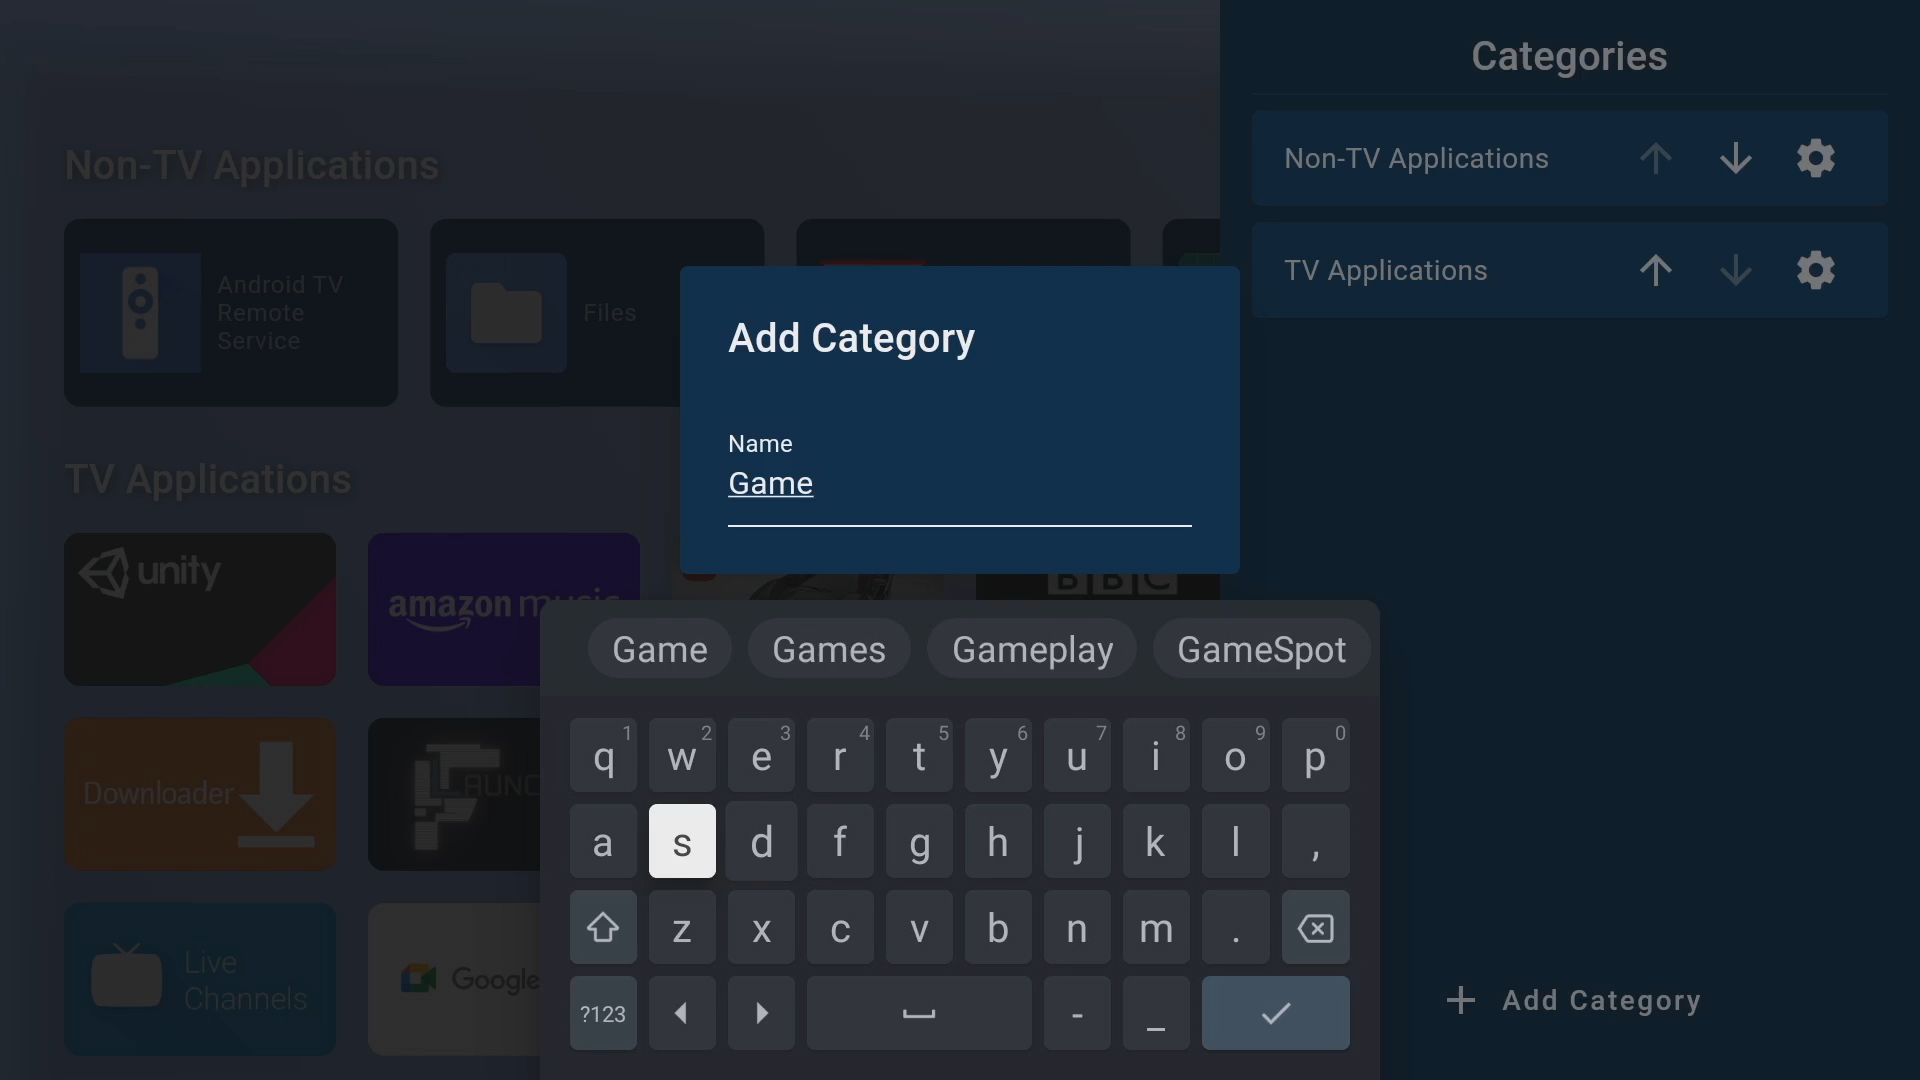 Categories
Non-TV Applications
Non-TV Applications
TV Applications
Android TV
Remote
Service
Files
Add Category
Name
Game
TV Applications
unity
amazon music
BBC
Game Games Gameplay GameSpot
q 1 w 2 e 3 r 4 t 5 y 6 u 7 i 8 o 9 p 0
Downloader
a s d f g h j k l ,
z x c v b n m .
Live
Channels
Google
?123 - _
Add Category